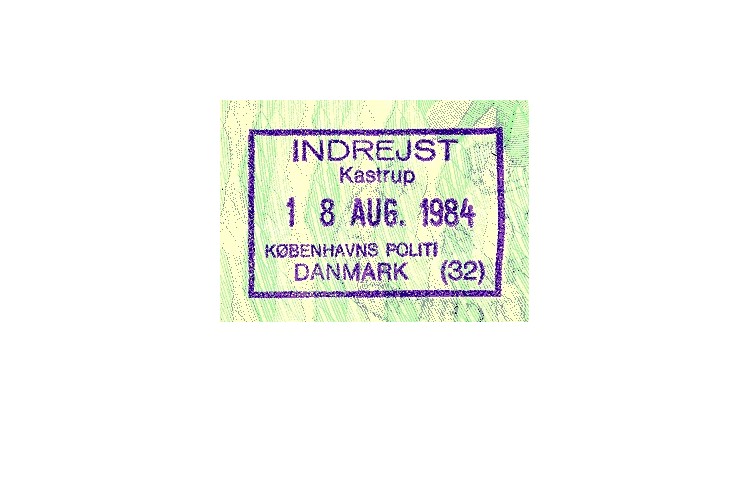 INDREJST
Kastrup
1 8 AUG. 1984
KØBENHAVNS POLITI
DANMARK (32)